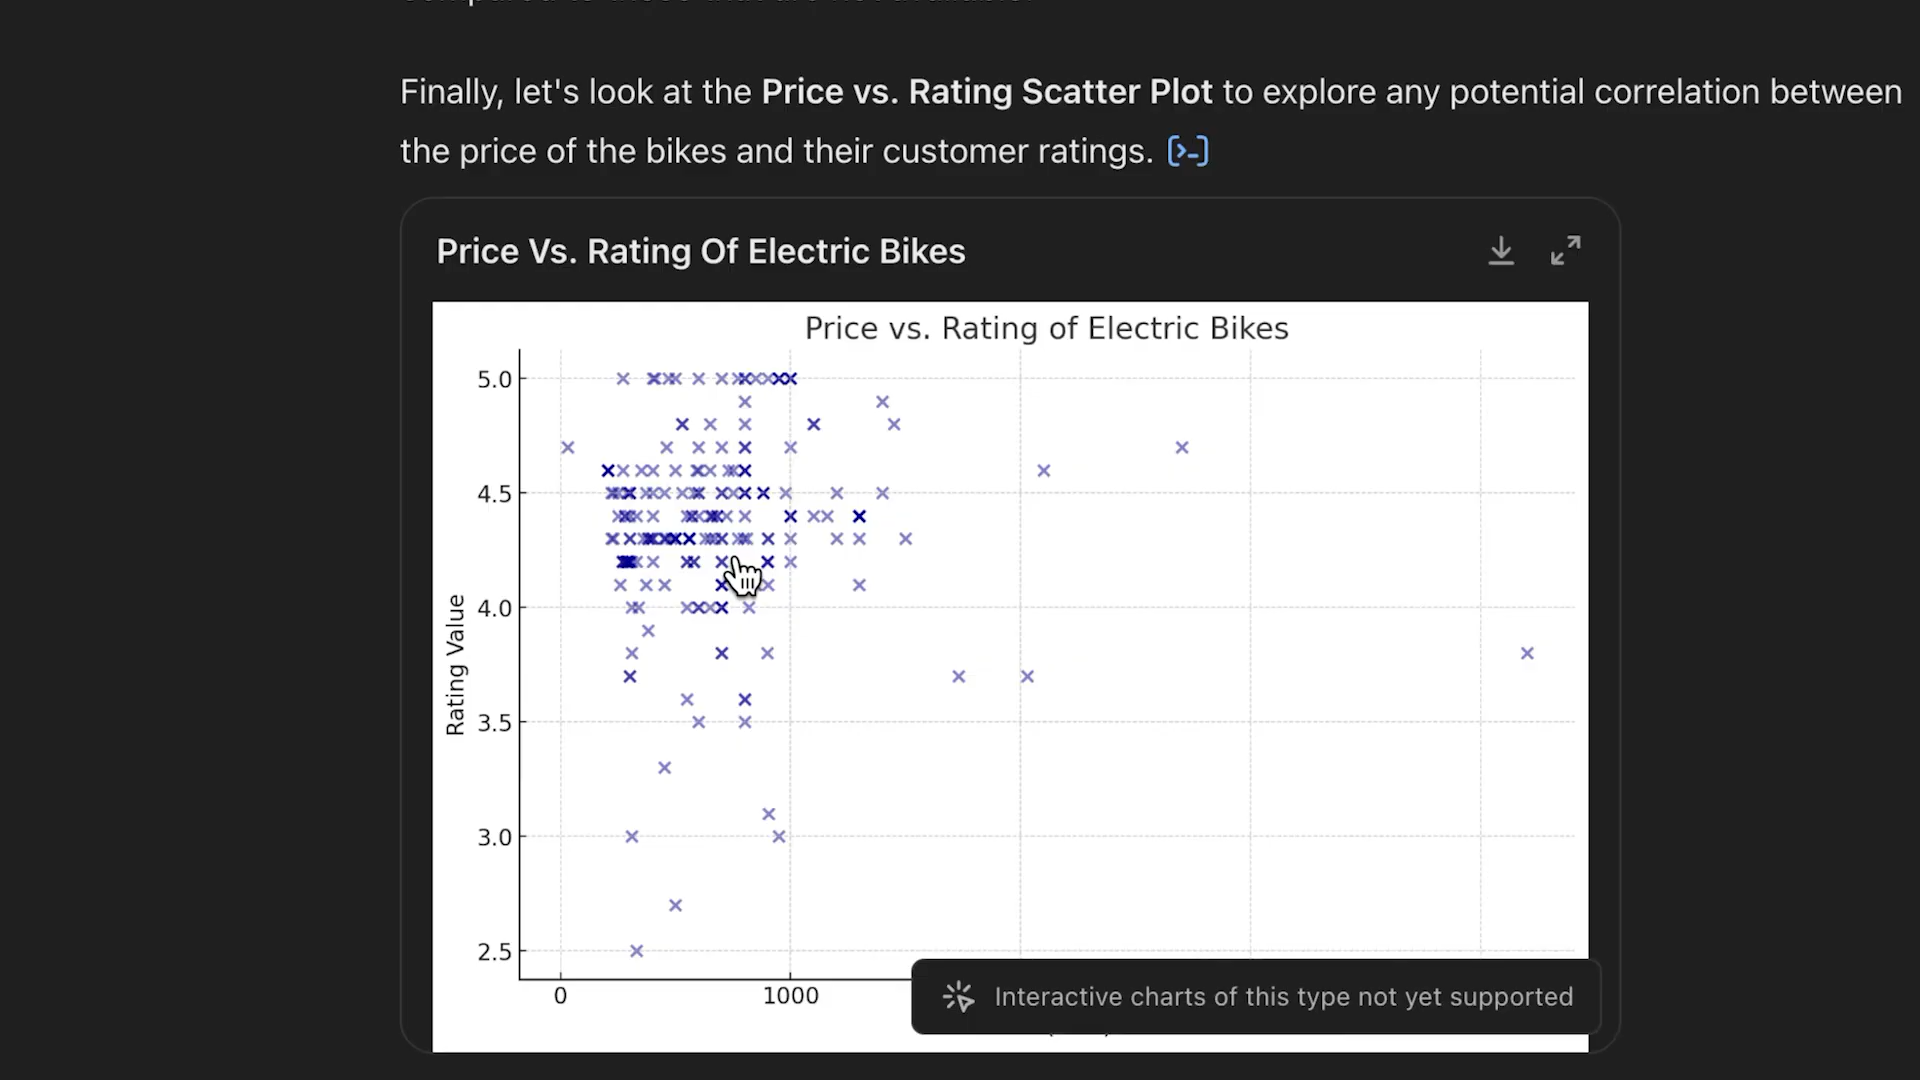 Finally, let's look at the Price vs. Rating Scatter Plot to explore any potential correlation between
the price of the bikes and their customer ratings.
Price Vs. Rating Of Electric Bikes
Price vs. Rating of Electric Bikes
5.0
4.5
4.0
3.5
3.0
2.5
Rating Value
0
1000
Interactive charts of this type not yet supported